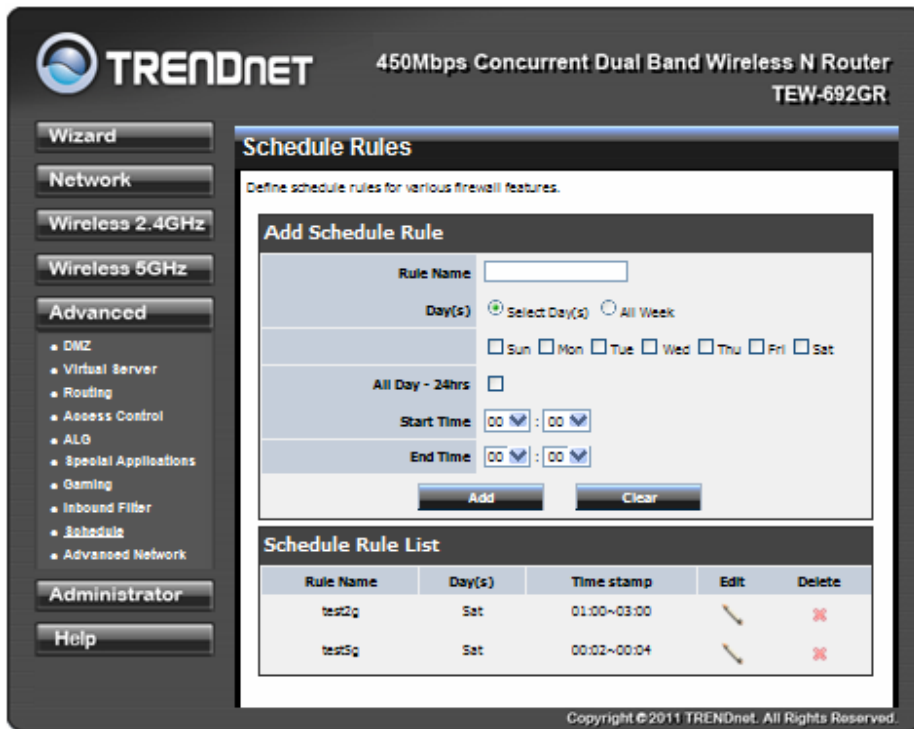 TRENDNET
450Mbps Concurrent Dual Band Wireless N Router
TEW-692GR
Wizard
Network
Wireless 2.4GHz
Wireless 5GHz
Advanced
DMZ
Virtual Server
Routing
Access Control
ALG
Special Applications
Gaming
Inbound Filter
Schedule
Advanced Network
Administrator
Help
Schedule Rules
Define schedule rules for various firewall features.
Add Schedule Rule
Rule Name
Day(s) Select Day(s) All Week
Sun Mon Tue Wed Thu Fri Sat
All Day - 24hrs
Start Time 00 : 00
End Time 00 : 00
Add Clear
Schedule Rule List
Rule Name Day(s) Time stamp Edit Delete
test2g Sat 01:00~03:00
test5g Sat 00:02~00:04
Copyright ©2011 TRENDnet. All Rights Reserved.